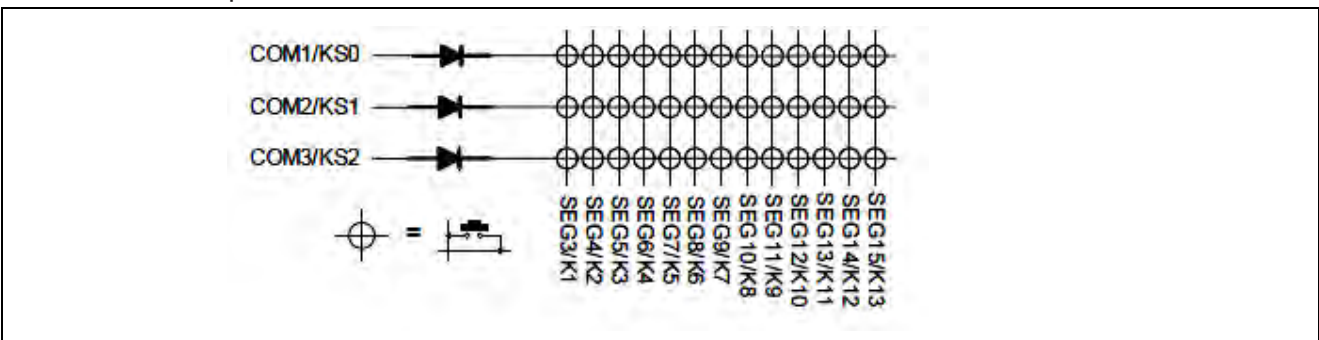 COM1/KS0
COM2/KS1
COM3/KS2
=
SEG3/K1
SEG4/K2
SEG5/K3
SEG6/K4
SEG7/K5
SEG8/K6
SEG9/K7
SEG10/K8
SEG11/K9
SEG12/K10
SEG13/K11
SEG14/K12
SEG15/K13